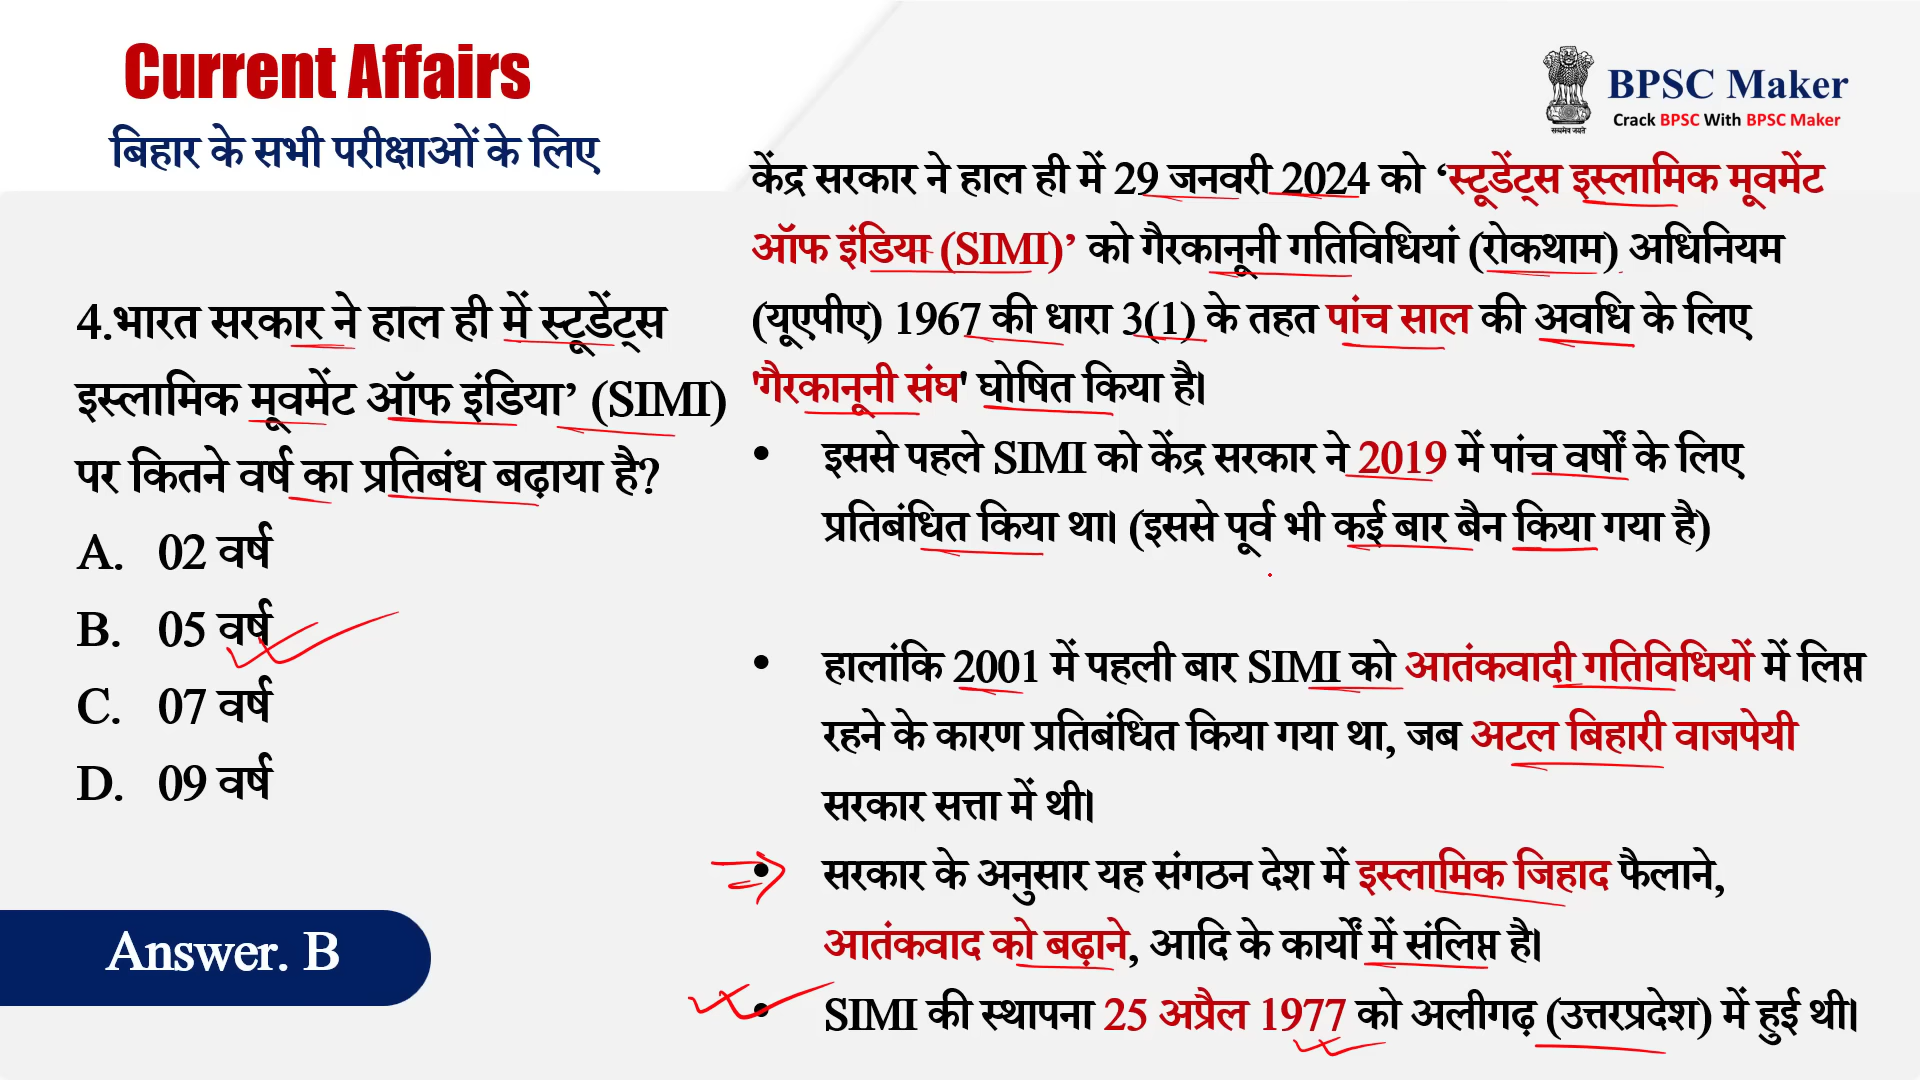 Current Affairs
बिहार के सभी परीक्षाओं के लिए
BPSC Maker
Crack BPSC With BPSC Maker
4.भारत सरकार ने हाल ही में स्टूडेंट्स
इस्लामिक मूवमेंट ऑफ इंडिया’ (SIMI)
पर कितने वर्ष का प्रतिबंध बढ़ाया है?
A. 02 वर्ष
B. 05 वर्ष
C. 07 वर्ष
D. 09 वर्ष
Answer. B
केंद्र सरकार ने हाल ही में 29 जनवरी 2024 को ‘स्टूडेंट्स इस्लामिक मूवमेंट
ऑफ इंडिया (SIMI)’ को गैरकानूनी गतिविधियां (रोकथाम) अधिनियम
(यूएपीए) 1967 की धारा 3(1) के तहत पांच साल की अवधि के लिए
'गैरकानूनी संघ' घोषित किया है।
• इससे पहले SIMI को केंद्र सरकार ने 2019 में पांच वर्षों के लिए
प्रतिबंधित किया था। (इससे पूर्व भी कई बार बैन किया गया है)
• हालांकि 2001 में पहली बार SIMI को आतंकवादी गतिविधियों में लिप्त
रहने के कारण प्रतिबंधित किया गया था, जब अटल बिहारी वाजपेयी
सरकार सत्ता में थी।
• सरकार के अनुसार यह संगठन देश में इस्लामिक जिहाद फैलाने,
आतंकवाद को बढ़ाने, आदि के कार्यों में संलिप्त है।
• SIMI की स्थापना 25 अप्रैल 1977 को अलीगढ़ (उत्तरप्रदेश) में हुई थी।